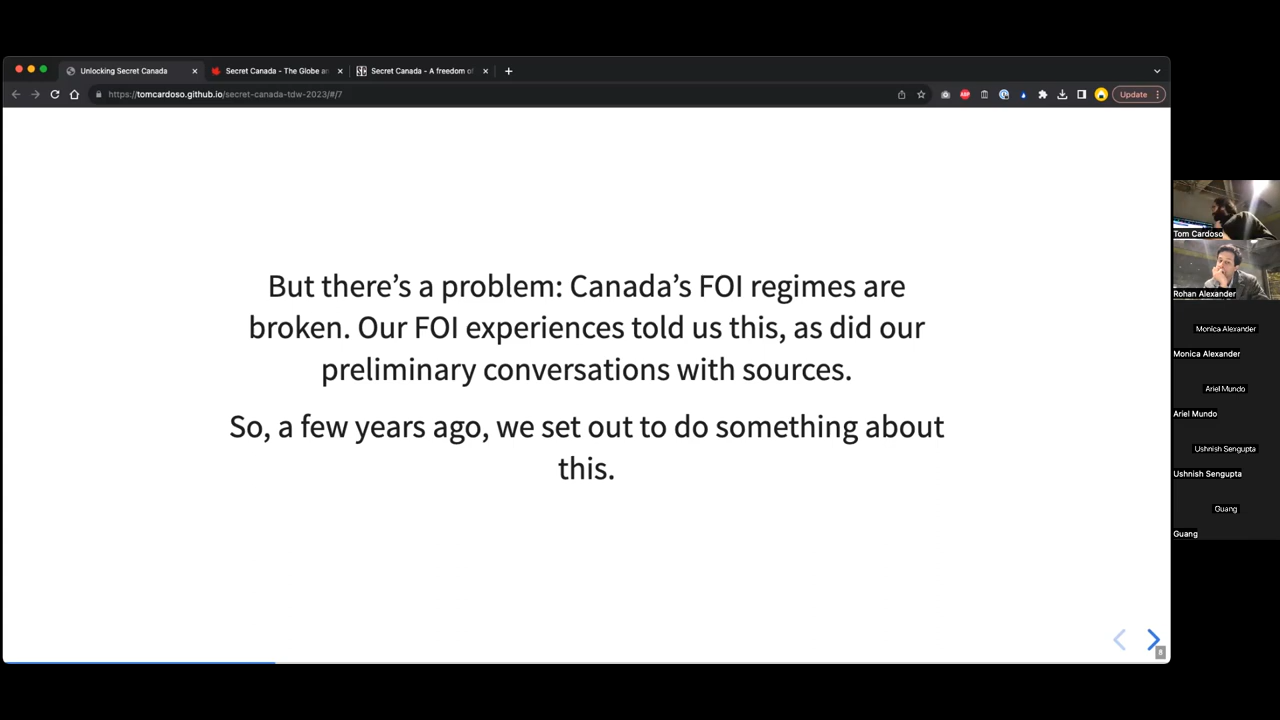 Unlocking Secret Canada
Secret Canada - The Globe an
Secret Canada - A freedom of
https://tomcardoso.github.io/secret-canada-tdw-2023/#/7
ABP
Update
But there's a problem: Canada's FOI regimes are
broken. Our FOI experiences told us this, as did our
preliminary conversations with sources.
So, a few years ago, we set out to do something about
this.
8
Tom Cardoso
Rohan Alexander
Monica Alexander
Monica Alexander
Ariel Mundo
Ariel Mundo
Ushnish Sengupta
Ushnish Sengupta
Guang
Guang